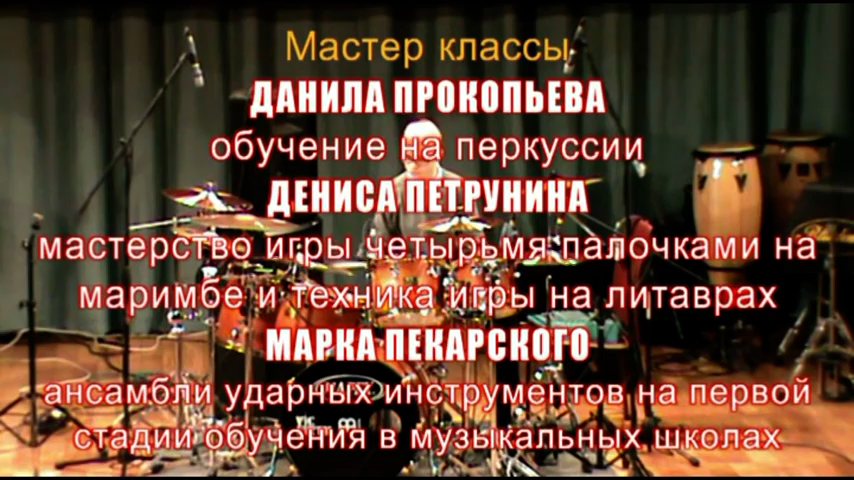 Мастер классы
ДАНИЛА ПРОКОПЬЕВА
обучение на перкуссии
ДЕНИСА ПЕТРУНИНА
мастерство игры четырьмя палочками на
маримбе и техника игры на литаврах
МАРКА ПЕКАРСКОГО
ансамбли ударных инструментов на первой
стадии обучения в музыкальных школах